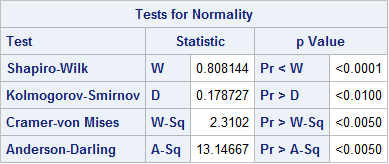 Tests for Normality
Test Statistic p Value
Shapiro-Wilk W 0.808144 Pr < W <0.0001
Kolmogorov-Smirnov D 0.178727 Pr > D <0.0100
Cramer-von Mises W-Sq 2.3102 Pr > W-Sq <0.0050
Anderson-Darling A-Sq 13.14667 Pr > A-Sq <0.0050